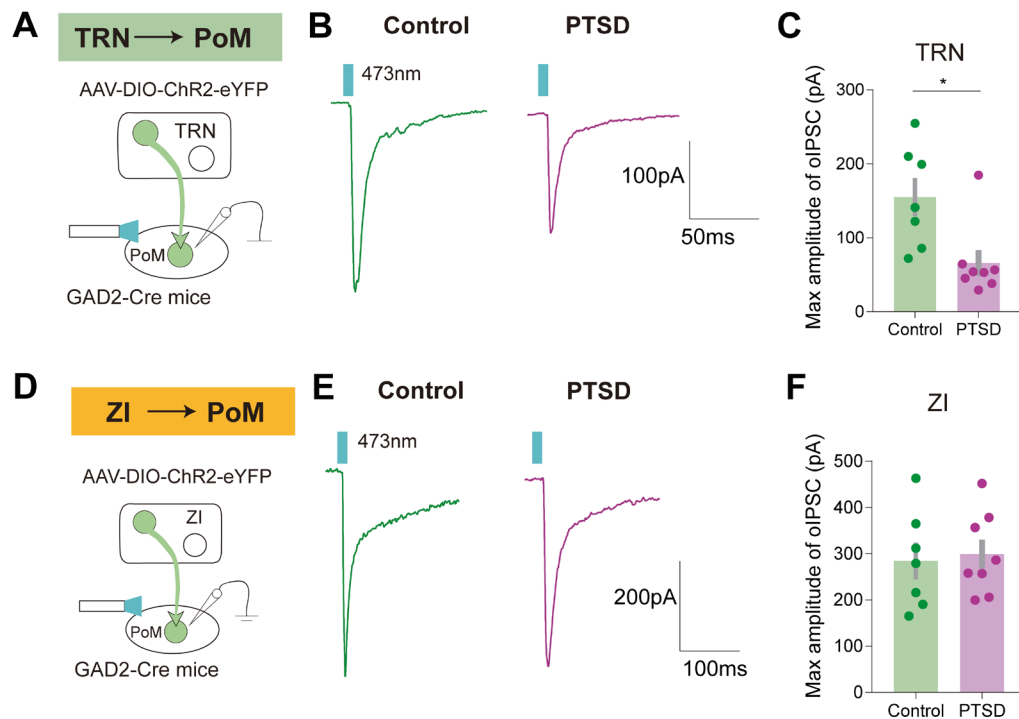 A
TRN → PoM
AAV-DIO-ChR2-eYFP
TRN
PoM
GAD2-Cre mice
B
Control
PTSD
473nm
100pA
50ms
C
TRN
*
Max amplitude of oIPSC (pA)
300
200
100
0
Control
PTSD
D
ZI → PoM
AAV-DIO-ChR2-eYFP
ZI
PoM
GAD2-Cre mice
E
Control
PTSD
473nm
200pA
100ms
F
ZI
Max amplitude of oIPSC (pA)
500
400
300
200
100
0
Control
PTSD